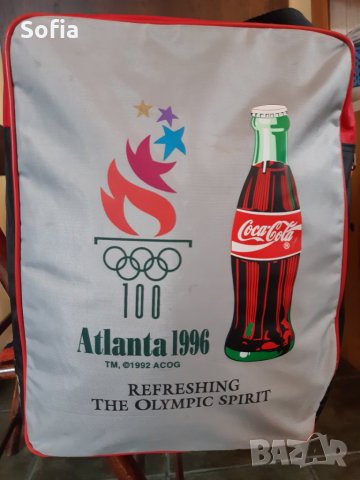 Sofia
Coca-Cola
®
100
Atlanta 1996
TM, ©1992 ACOG
REFRESHING
THE OLYMPIC SPIRIT
BAZAR